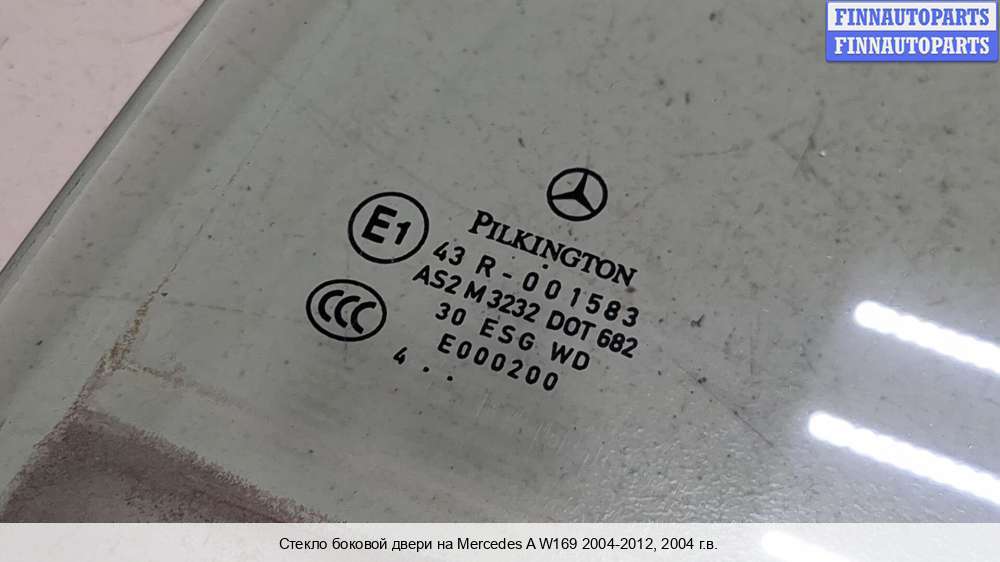 FINNAUTOPARTS
FINNAUTOPARTS
PILKINGTON
E1
43 R - 001583
AS2 M3232 DOT 682
CCC
30 ESG WD
E000200
4 . .
Стекло боковой двери на Mercedes A W169 2004-2012, 2004 г.в.